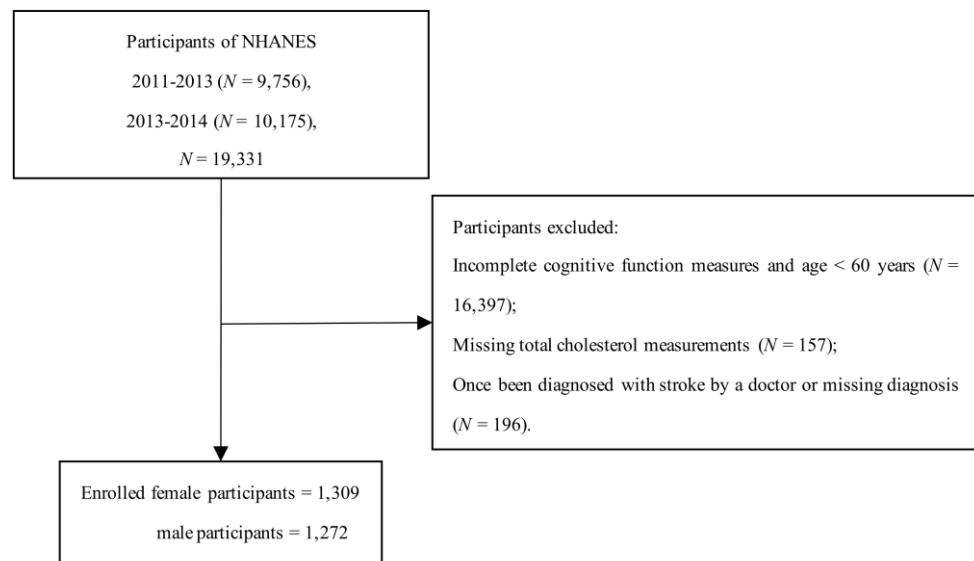 Participants of NHANES
2011-2013 (N = 9,756),
2013-2014 (N = 10,175),
N = 19,331
Participants excluded:
Incomplete cognitive function measures and age < 60 years (N =
16,397);
Missing total cholesterol measurements (N = 157);
Once been diagnosed with stroke by a doctor or missing diagnosis
(N = 196).
Enrolled female participants = 1,309
male participants = 1,272